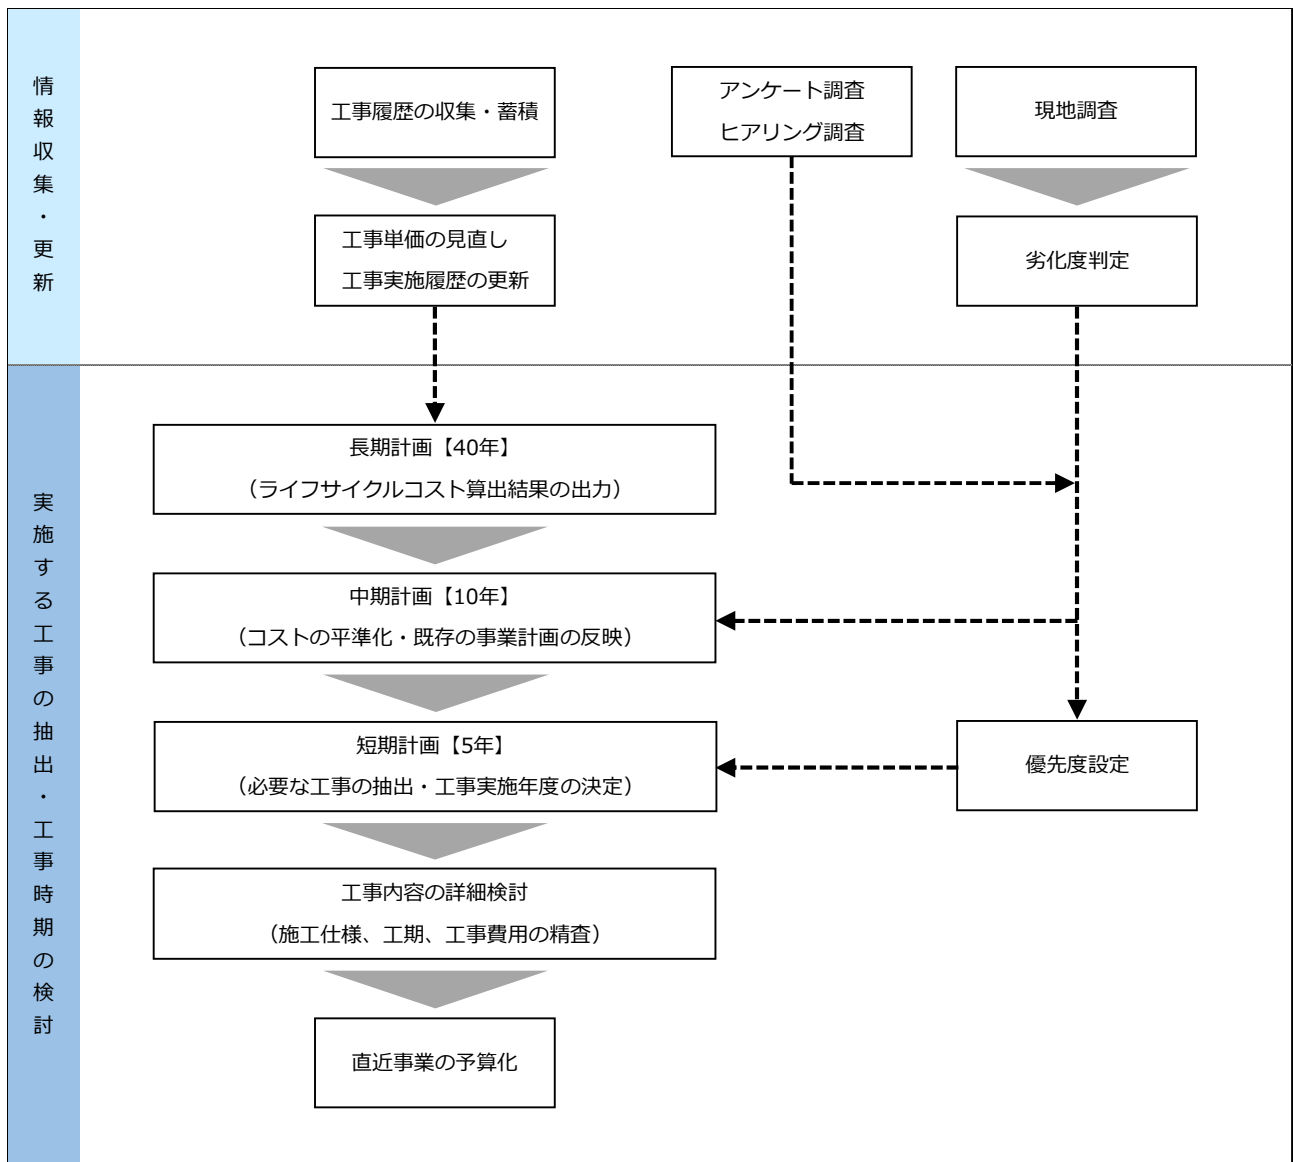 情報収集・更新
工事履歴の収集・蓄積
アンケート調査
ヒアリング調査
現地調査
工事単価の見直し
工事実施履歴の更新
劣化度判定
実施する工事の抽出・工事時期の検討
長期計画【40年】
（ライフサイクルコスト算出結果の出力）
中期計画【10年】
（コストの平準化・既存の事業計画の反映）
短期計画【5年】
（必要な工事の抽出・工事実施年度の決定）
優先度設定
工事内容の詳細検討
（施工仕様、工期、工事費用の精査）
直近事業の予算化